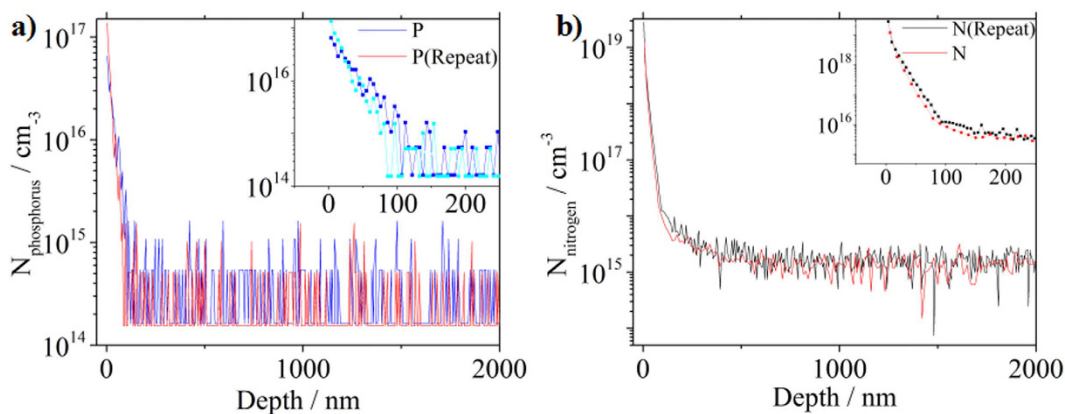 a)
10^17
10^16
10^15
10^14
N_phosphorus / cm^-3
0
1000
2000
Depth / nm
P
P(Repeat)
10^16
10^14
0
100
200
b)
10^19
10^17
10^15
N_nitrogen / cm^-3
0
1000
2000
Depth / nm
N(Repeat)
N
10^18
10^16
0
100
200